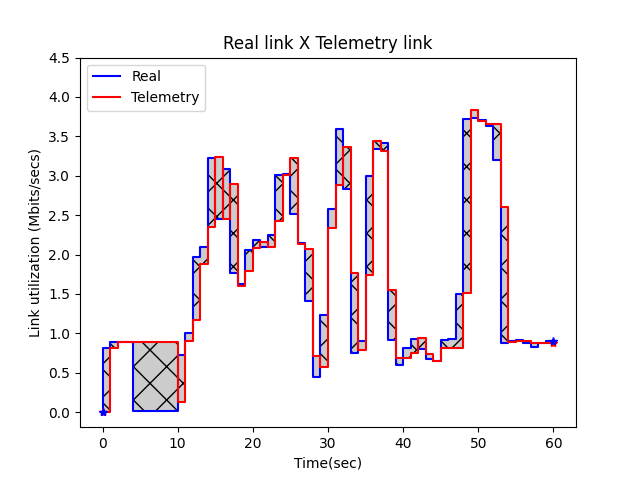 Real link X Telemetry link
Real
Telemetry
Link utilization (Mbits/secs)
4.5
4.0
3.5
3.0
2.5
2.0
1.5
1.0
0.5
0.0
0 10 20 30 40 50 60
Time(sec)